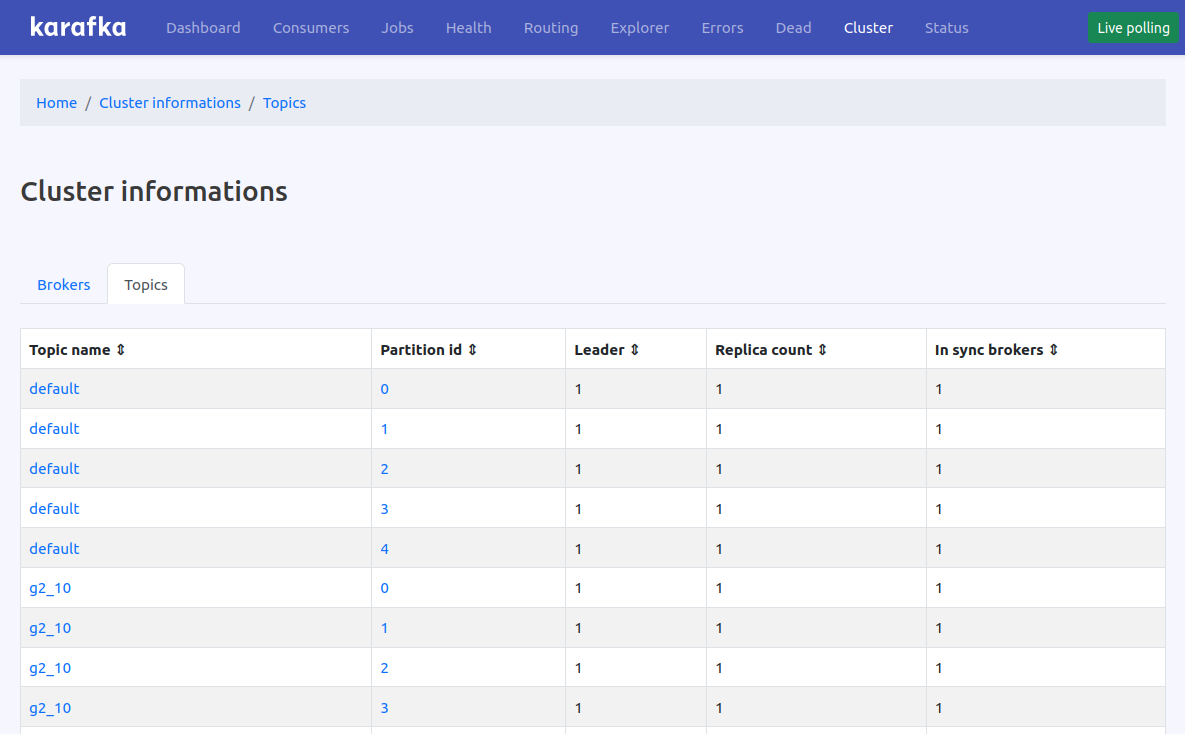 karafka Dashboard Consumers Jobs Health Routing Explorer Errors Dead Cluster Status Live polling
Home / Cluster informations / Topics
Cluster informations
Brokers Topics
Topic name ⇕ Partition id ⇕ Leader ⇕ Replica count ⇕ In sync brokers ⇕
default 0 1 1 1
default 1 1 1 1
default 2 1 1 1
default 3 1 1 1
default 4 1 1 1
g2_10 0 1 1 1
g2_10 1 1 1 1
g2_10 2 1 1 1
g2_10 3 1 1 1